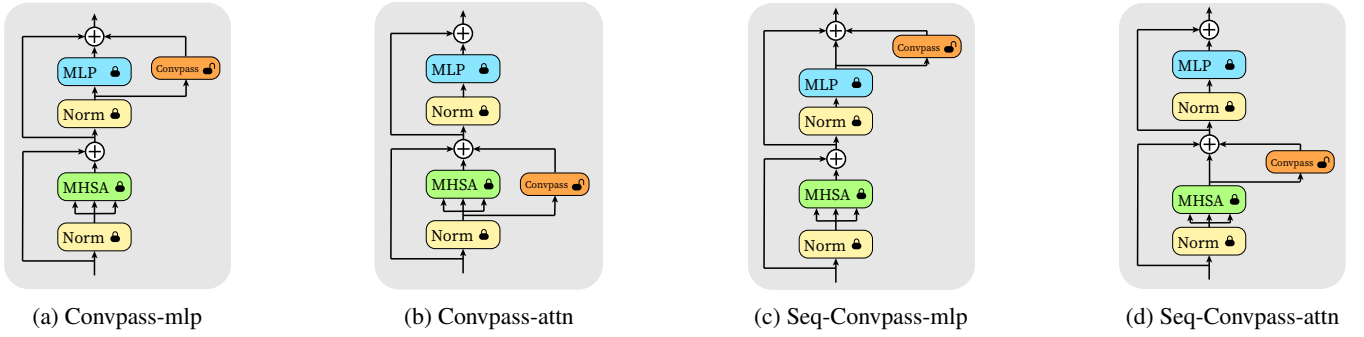 MLP
Convpass
Norm
MHSA
Norm
(a) Convpass-mlp
MLP
Norm
MHSA
Convpass
Norm
(b) Convpass-attn
Convpass
MLP
Norm
MHSA
Norm
(c) Seq-Convpass-mlp
MLP
Norm
Convpass
MHSA
Norm
(d) Seq-Convpass-attn